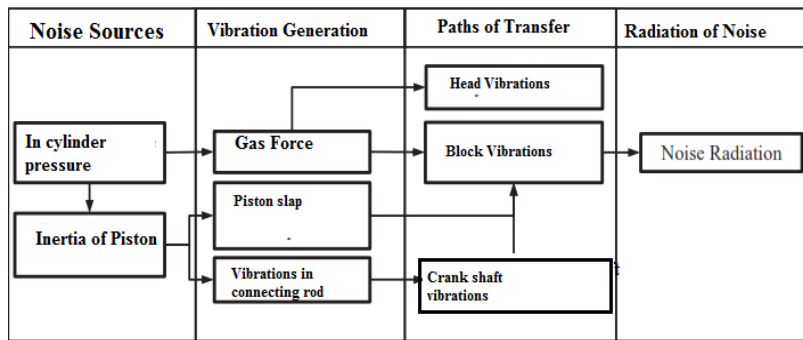 Noise Sources
Vibration Generation
Paths of Transfer
Radiation of Noise
Head Vibrations
In cylinder
pressure
Gas Force
Block Vibrations
Noise Radiation
Piston slap
Inertia of Piston
Vibrations in
connecting rod
Crank shaft
vibrations